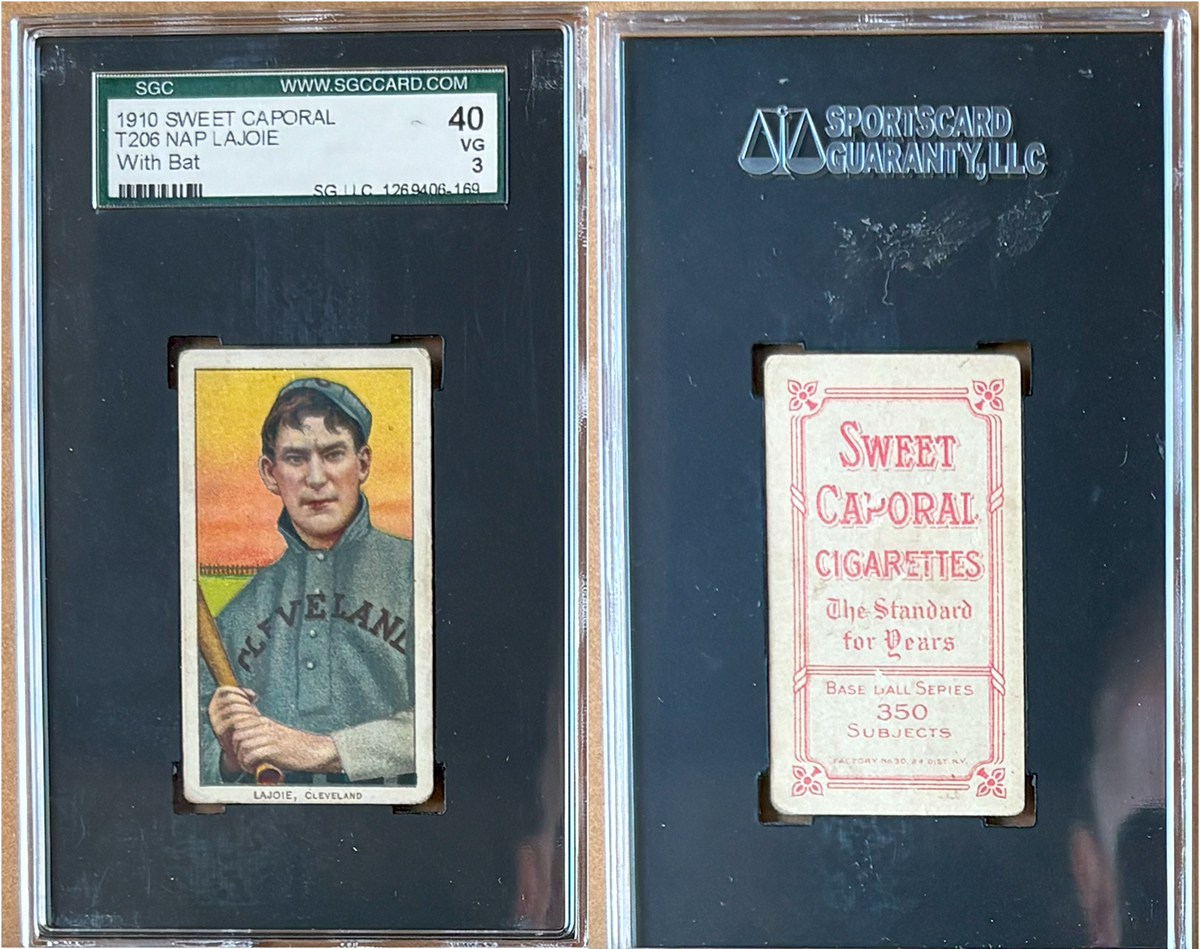 SGC WWW.SGCCARD.COM
1910 SWEET CAPORAL 40
T206 NAP LAJOIE VG
With Bat 3
SG LLC 1269406-169
CLEVELAND
LAJOIE, CLEVELAND
SPORTSCARD
GUARANTY, LLC
SWEET
CAPORAL
CIGARETTES
The Standard
for Years
BASE BALL SERIES
350
SUBJECTS
FACTORY No 30, 2d DIST. N.Y.